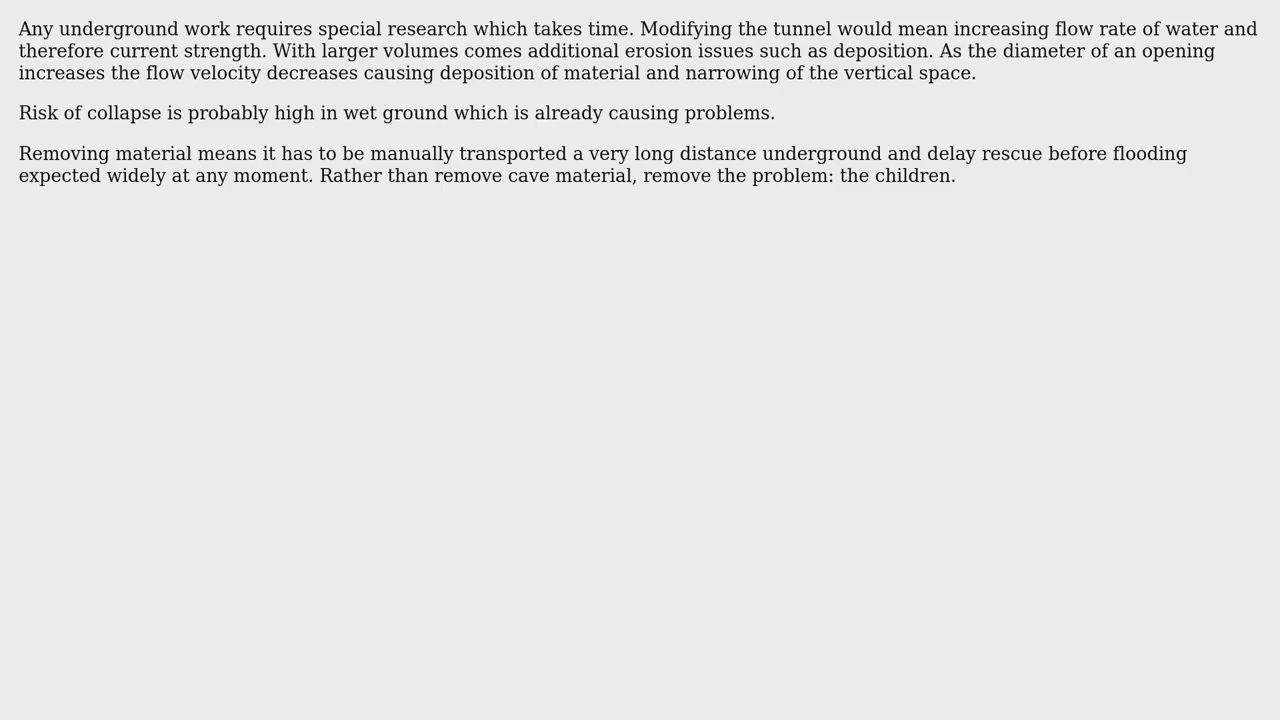 Any underground work requires special research which takes time. Modifying the tunnel would mean increasing flow rate of water and
therefore current strength. With larger volumes comes additional erosion issues such as deposition. As the diameter of an opening
increases the flow velocity decreases causing deposition of material and narrowing of the vertical space.
Risk of collapse is probably high in wet ground which is already causing problems.
Removing material means it has to be manually transported a very long distance underground and delay rescue before flooding
expected widely at any moment. Rather than remove cave material, remove the problem: the children.